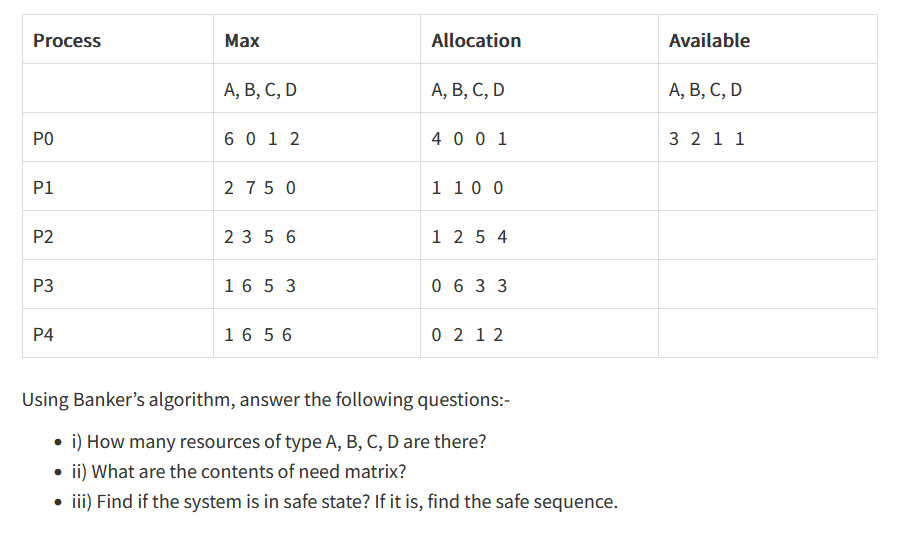 Process Max Allocation Available
A, B, C, D A, B, C, D A, B, C, D
P0 6 0 1 2 4 0 0 1 3 2 1 1
P1 2 7 5 0 1 1 0 0
P2 2 3 5 6 1 2 5 4
P3 1 6 5 3 0 6 3 3
P4 1 6 5 6 0 2 1 2
Using Banker’s algorithm, answer the following questions:-
• i) How many resources of type A, B, C, D are there?
• ii) What are the contents of need matrix?
• iii) Find if the system is in safe state? If it is, find the safe sequence.